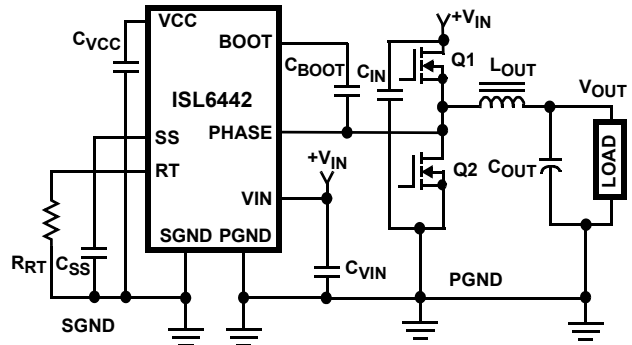 +VIN
VCC
CVCC
BOOT
CBOOT
CIN
Q1
LOUT
VOUT
ISL6442
SS
PHASE
+VIN
RT
VIN
Q2
COUT
LOAD
RRT
CSS
SGND PGND
CVIN
PGND
SGND